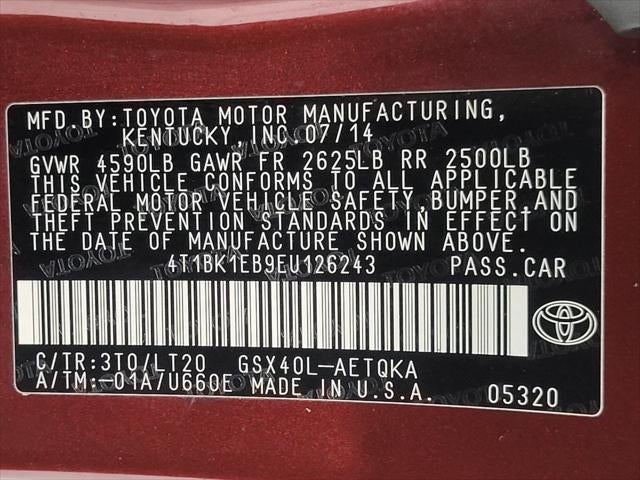 MFD. BY: TOYOTA MOTOR MANUFACTURING,
KENTUCKY, INC. 07/14
GVWR 4590LB GAWR FR 2625LB RR 2500LB
THIS VEHICLE CONFORMS TO ALL APPLICABLE
FEDERAL MOTOR VEHICLE SAFETY, BUMPER, AND
THEFT PREVENTION STANDARDS IN EFFECT ON
THE DATE OF MANUFACTURE SHOWN ABOVE.
4T1BK1EB9EU126243 PASS. CAR
C/TR: 3T0/LT20 GSX40L-AETQKA
A/TM: -01A/U660E MADE IN U.S.A. 05320